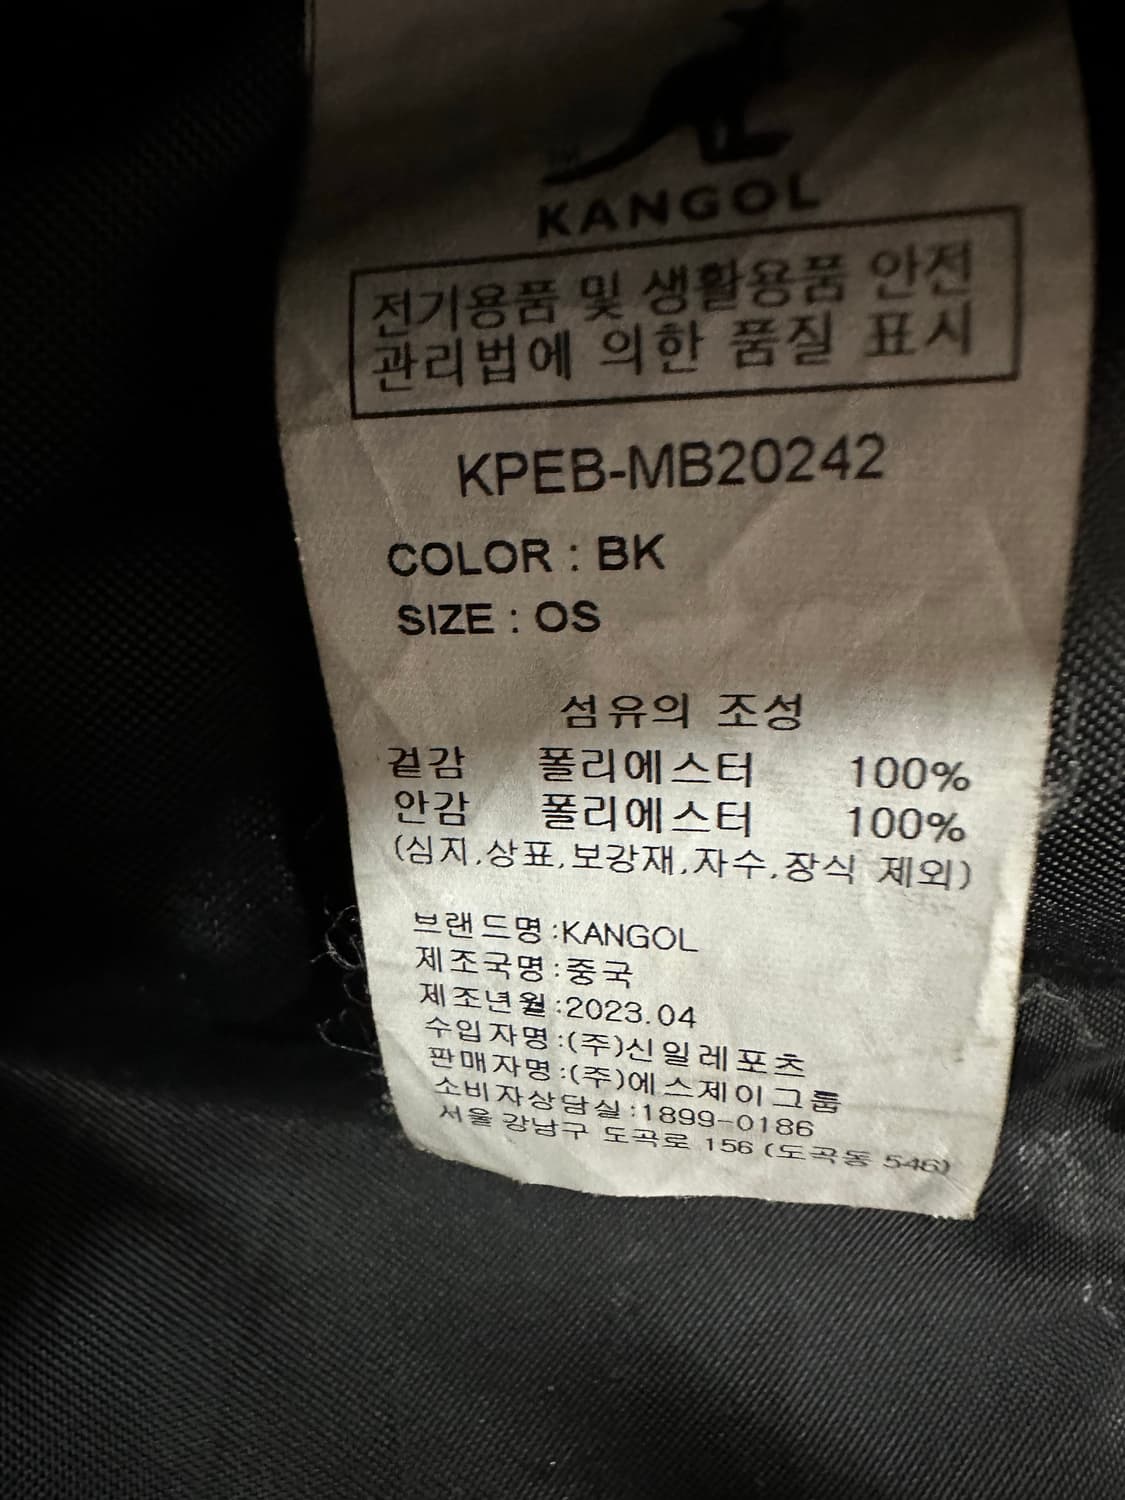 KANGOL
전기용품 및 생활용품 안전
관리법에 의한 품질 표시
KPEB-MB20242
COLOR : BK
SIZE : OS
섬유의 조성
겉감 폴리에스터 100%
안감 폴리에스터 100%
(심지,상표,보강재,자수,장식 제외)
브랜드명:KANGOL
제조국명:중국
제조년월:2023.04
수입자명:(주)신일레포츠
판매자명:(주)에스제이그룹
소비자상담실:1899-0186
서울 강남구 도곡로 156 (도곡동 546)